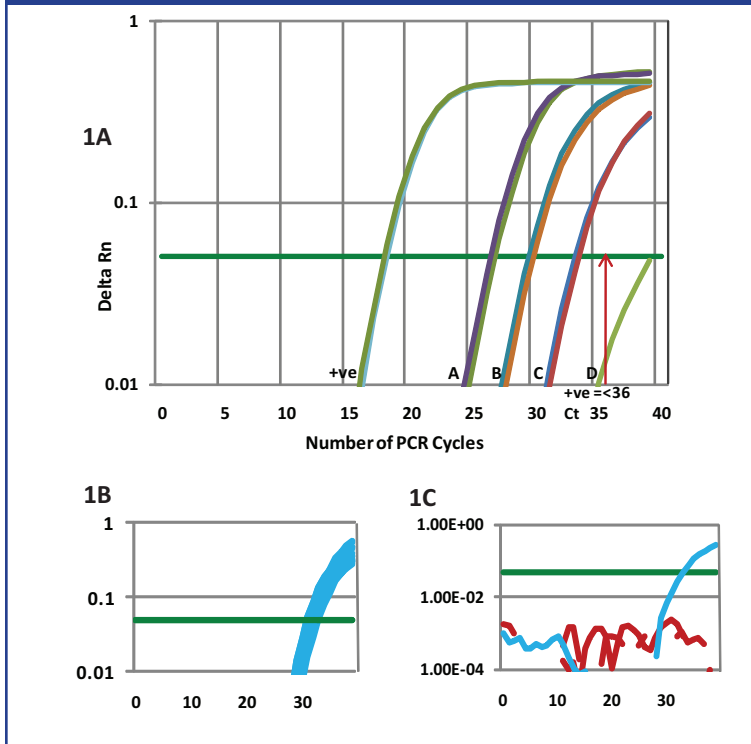 1A
1
0.1
0.01
Delta Rn
+ve A B C D
+ve =<36
Ct
0 5 10 15 20 25 30 35 40
Number of PCR Cycles
1B
1
0.1
0.01
0 10 20 30
1C
1.00E+00
1.00E-02
1.00E-04
0 10 20 30